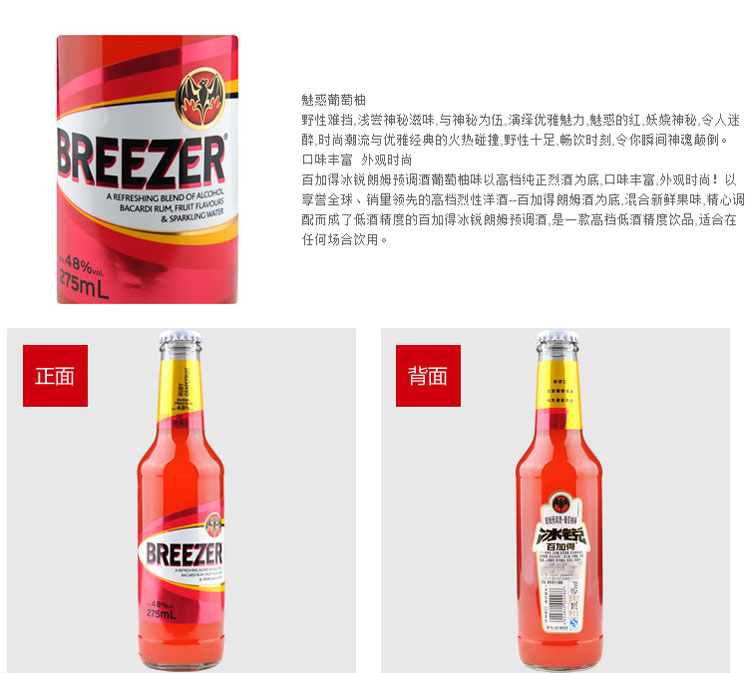 BREEZER
A REFRESHING BLEND OF ALCOHOL,
BACARDI RUM, FRUIT FLAVOURS
& SPARKLING WATER
4.8%vol.
275mL
魅惑葡萄柚
野性难挡,浅尝神秘滋味,与神秘为伍,演绎优雅魅力,魅惑的红,妖娆神秘,令人迷
醉,时尚潮流与优雅经典的火热碰撞,野性十足,畅饮时刻,令你瞬间神魂颠倒。
口味丰富 外观时尚
百加得冰锐朗姆预调酒葡萄柚味以高档纯正烈酒为底,口味丰富,外观时尚！以
享誉全球、销量领先的高档烈性洋酒--百加得朗姆酒为底,混合新鲜果味,精心调
配而成了低酒精度的百加得冰锐朗姆预调酒,是一款高档低酒精度饮品,适合在
任何场合饮用。
正面
RUBY
GRAPEFRUIT
4.8%
BREEZER
A REFRESHING BLEND OF ALCOHOL,
BACARDI RUM, FRUIT FLAVOURS
& SPARKLING WATER
4.8%
275mL
背面
冰锐
百加得